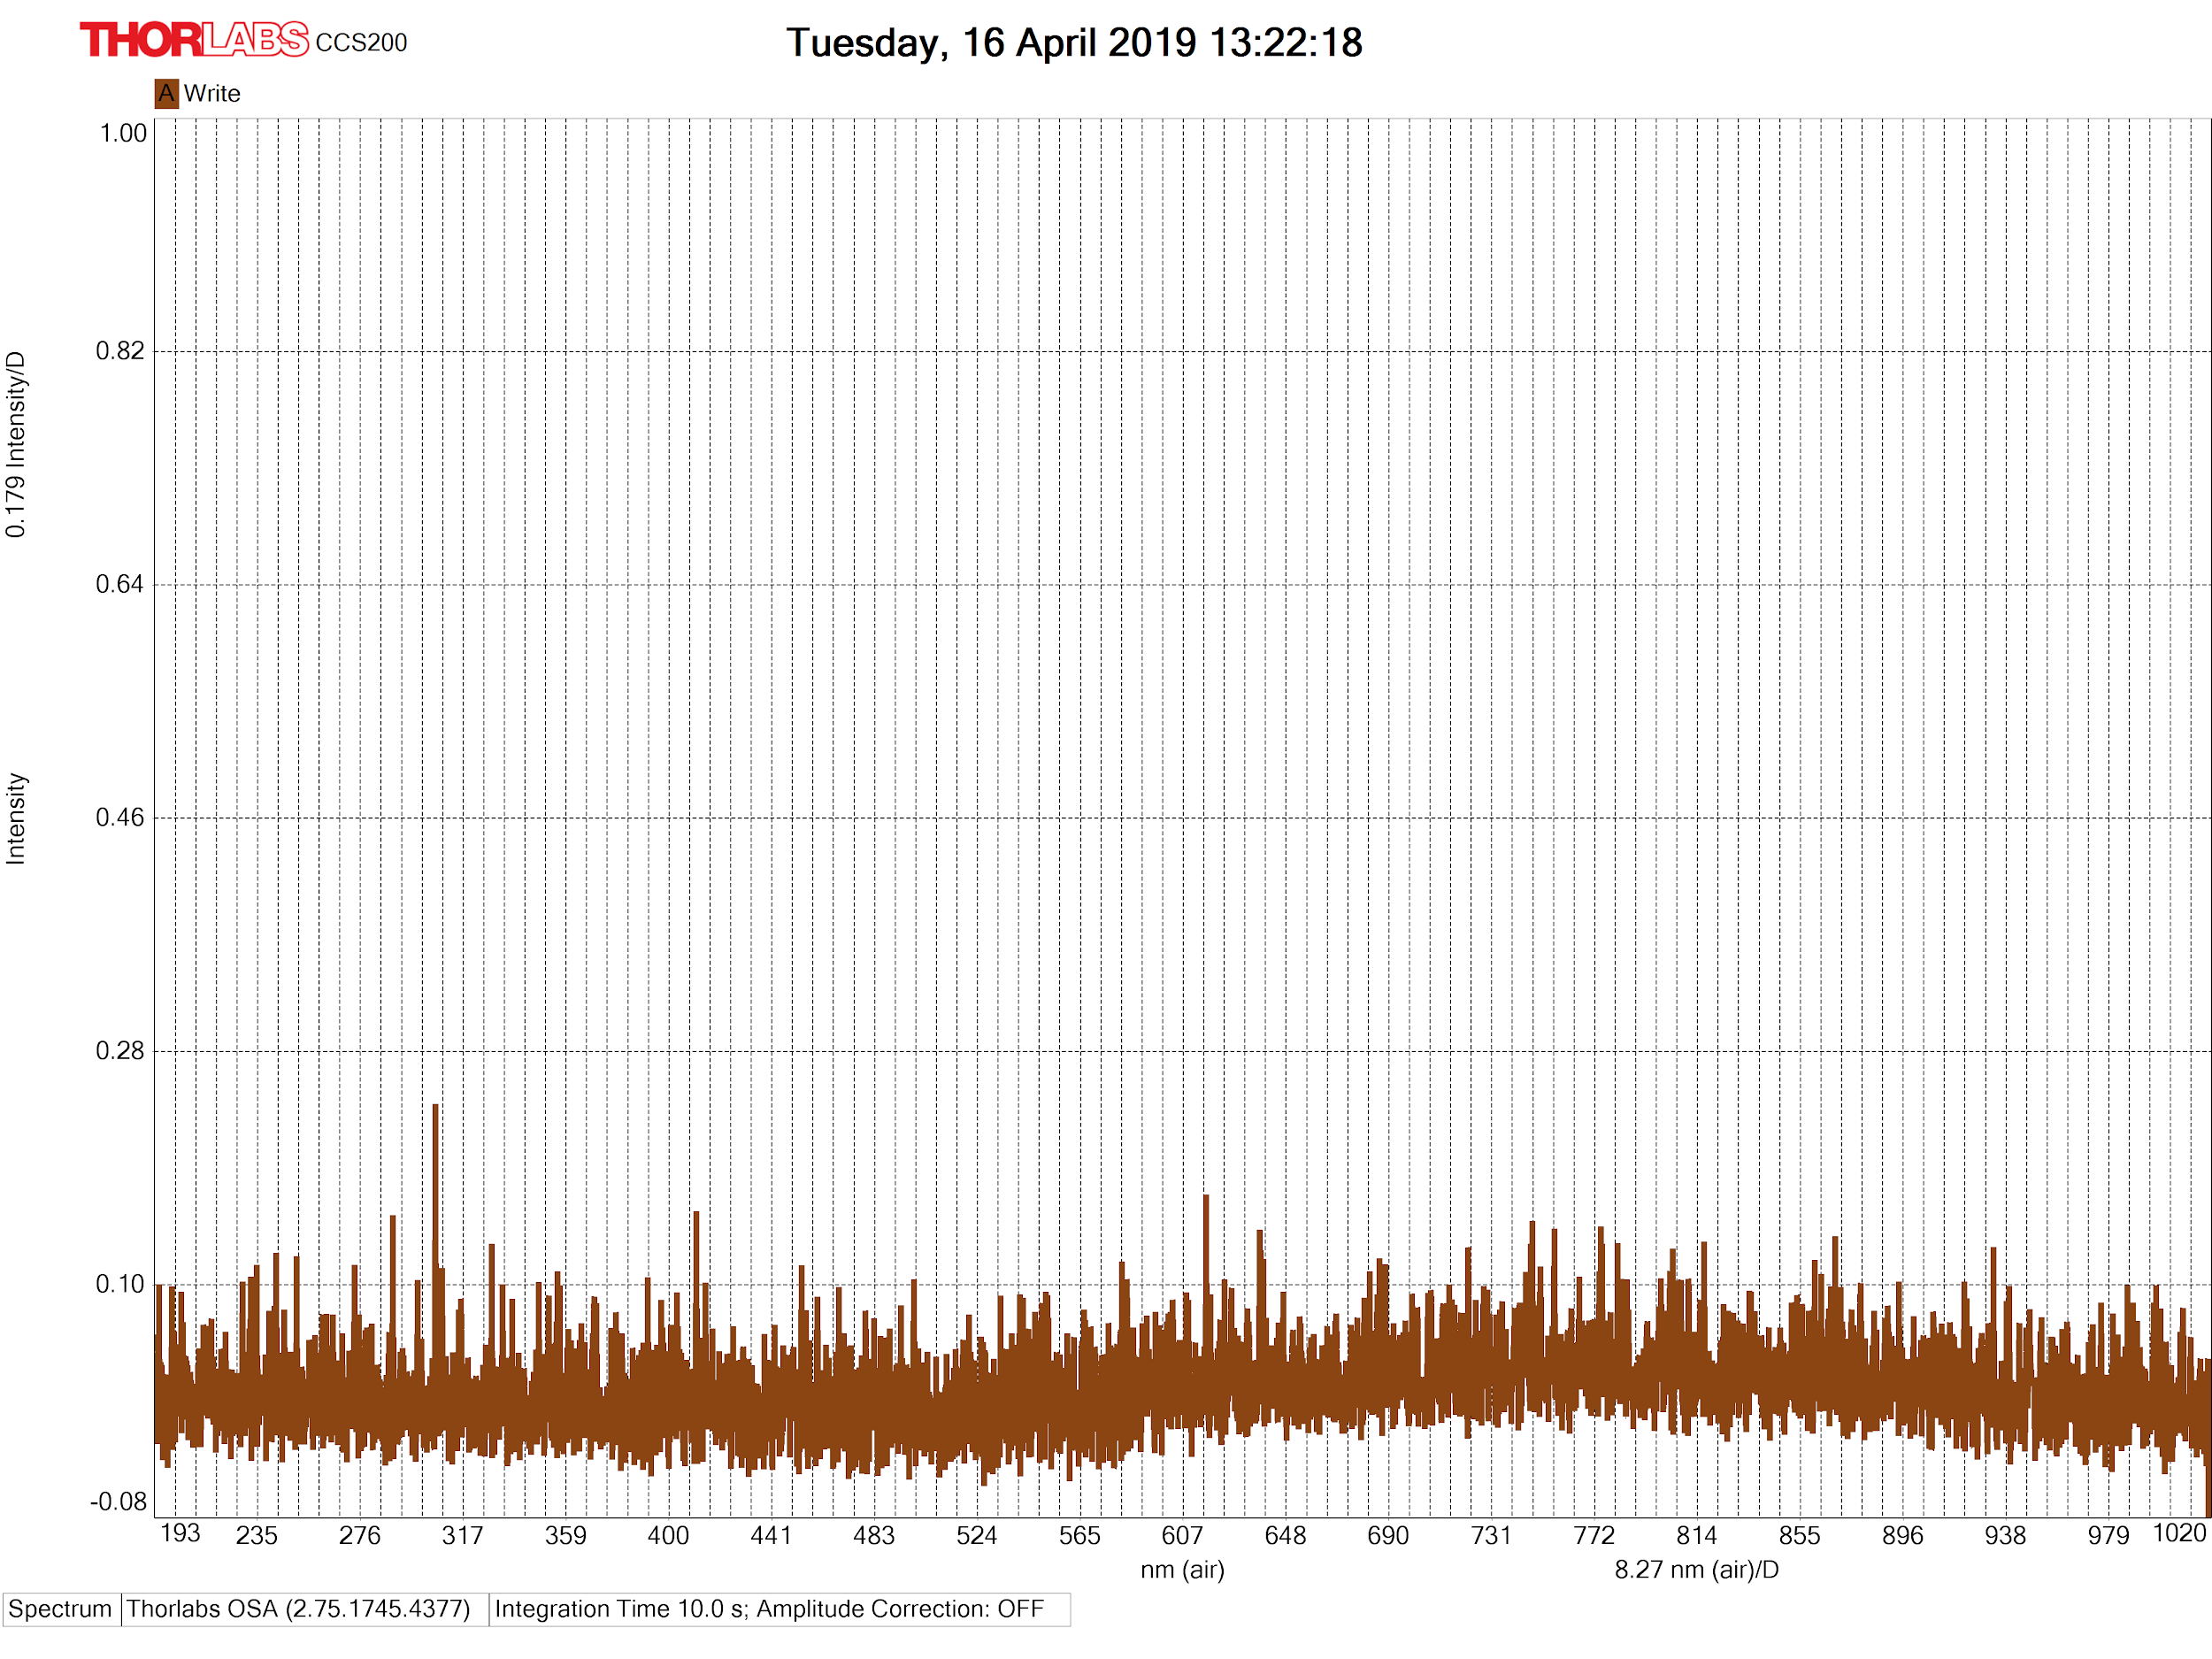 THORLABS CCS200
Tuesday, 16 April 2019 13:22:18
A Write
1.00
0.82
0.64
0.46
0.28
0.10
-0.08
0.179 Intensity/D
Intensity
193 235 276 317 359 400 441 483 524 565 607 648 690 731 772 814 855 896 938 979 1020
nm (air) 8.27 nm (air)/D
Spectrum Thorlabs OSA (2.75.1745.4377) Integration Time 10.0 s; Amplitude Correction: OFF